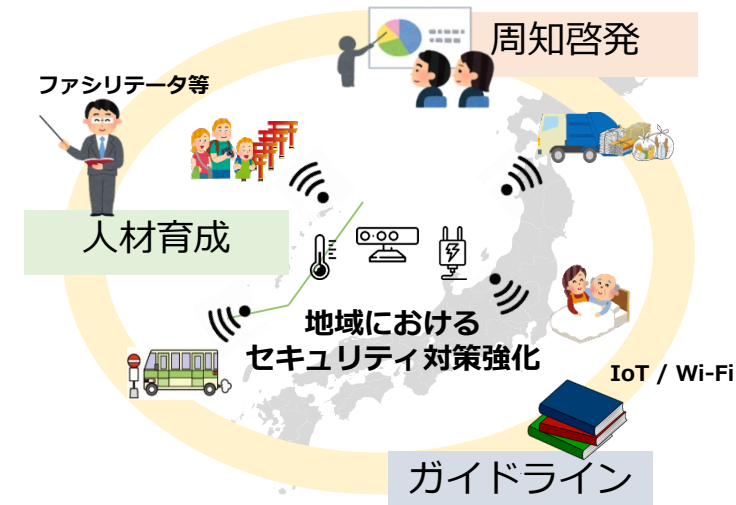 周知啓発
ファシリテータ等
人材育成
地域における
セキュリティ対策強化
IoT / Wi-Fi
ガイドライン